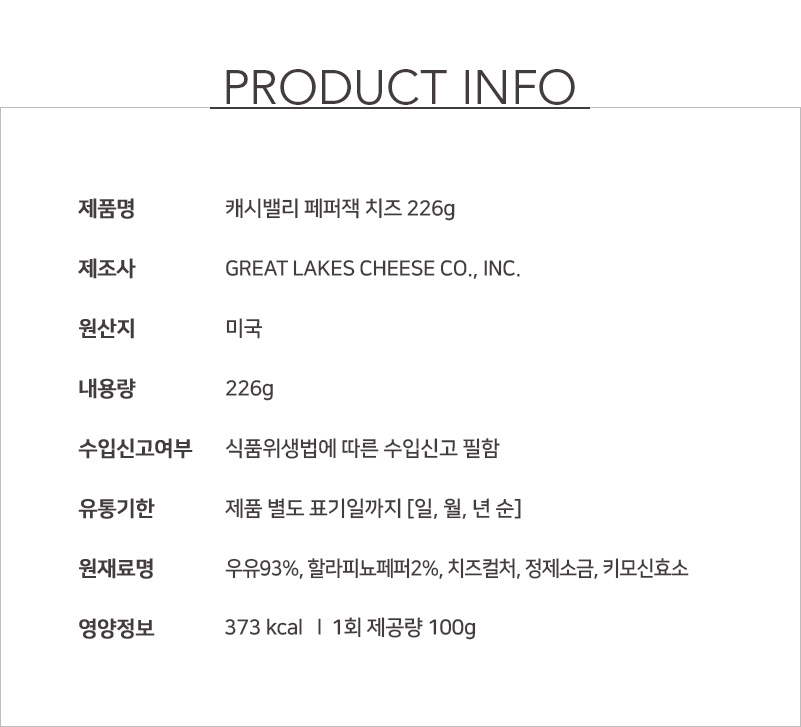 PRODUCT INFO
제품명 캐시밸리 페퍼잭 치즈 226g
제조사 GREAT LAKES CHEESE CO., INC.
원산지 미국
내용량 226g
수입신고여부 식품위생법에 따른 수입신고 필함
유통기한 제품 별도 표기일까지 [일, 월, 년 순]
원재료명 우유93%, 할라피뇨페퍼2%, 치즈컬처, 정제소금, 키모신효소
영양정보 373 kcal ㅣ 1회 제공량 100g